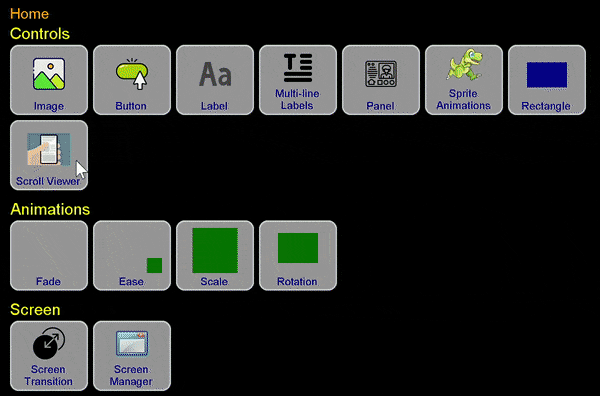 Home
Controls
Image
Button
Aa
Label
T
Multi-line
Labels
Panel
Sprite
Animations
Rectangle
Scroll Viewer
Animations
Fade
Ease
Scale
Rotation
Screen
Screen
Transition
Screen
Manager